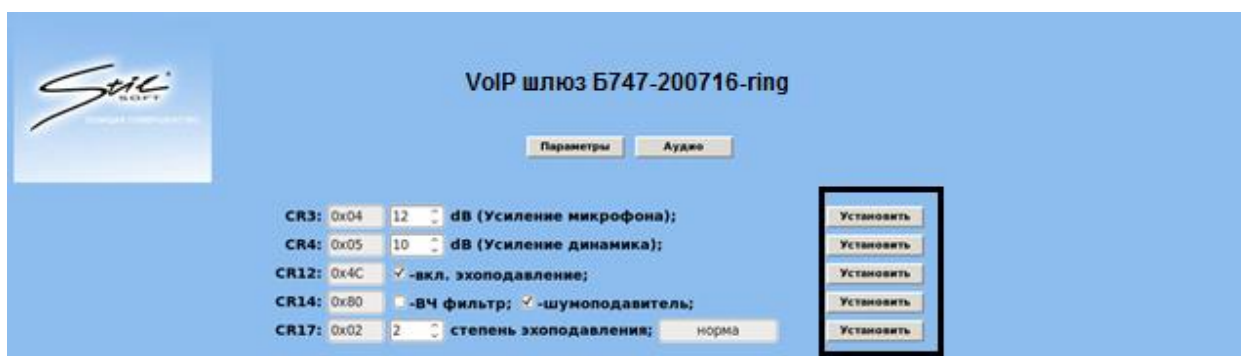 Stil
SOFT
VoIP шлюз Б747-200716-ring
Параметры Аудио
CR3: 0x04 12 dB (Усиление микрофона); Установить
CR4: 0x05 10 dB (Усиление динамика); Установить
CR12: 0x4C -вкл. эхоподавление; Установить
CR14: 0x80 -ВЧ фильтр; -шумоподавитель; Установить
CR17: 0x02 2 степень эхоподавления; норма Установить